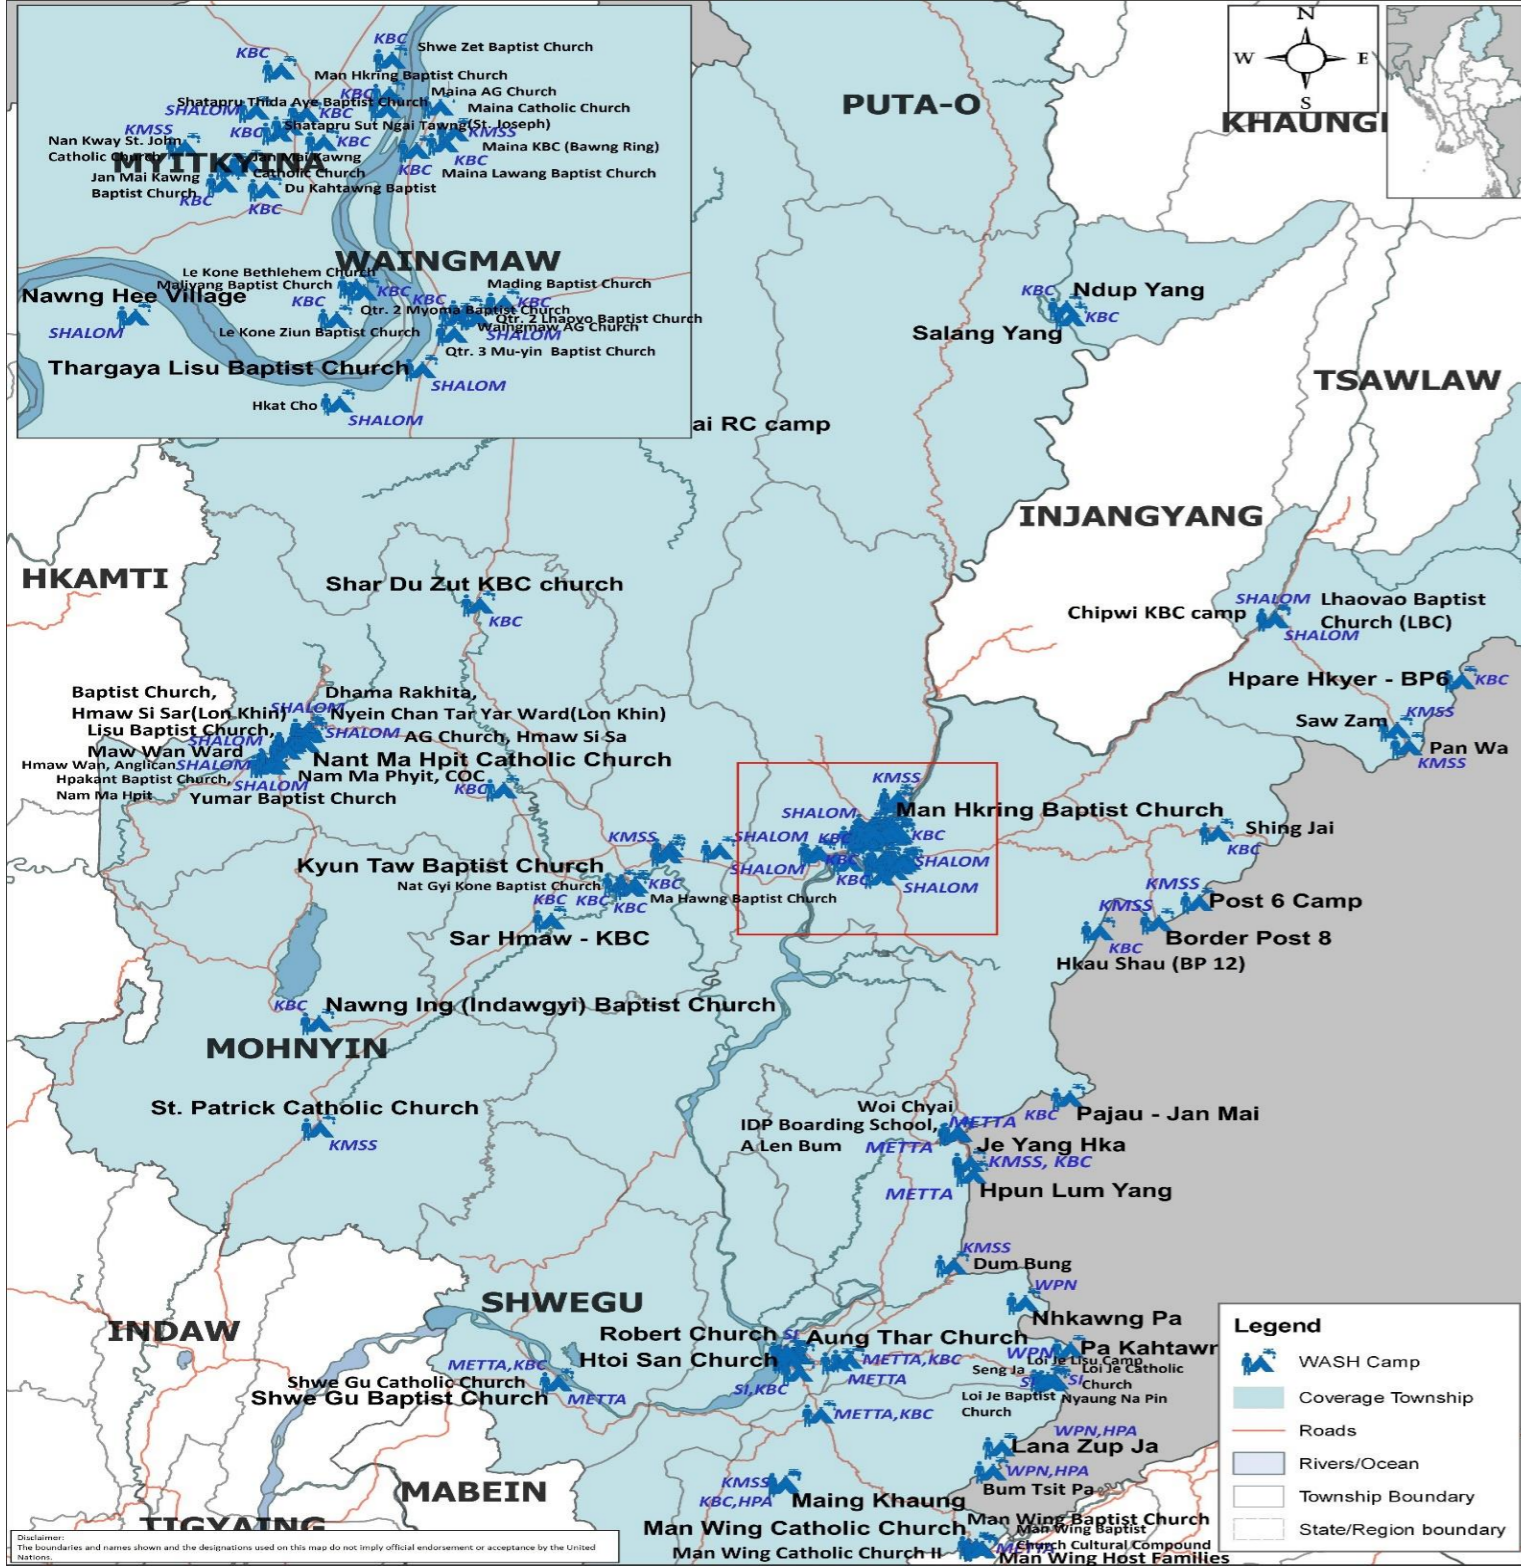 KBC
Shwe Zet Baptist Church
KBC
Man Hkring Baptist Church
KBC
Maina AG Church
Shatapru Thida Aye Baptist Church
Maina Catholic Church
SHALOM
KBC
Shatapru Sut Ngai Tawng
(St. Joseph)
KMSS
KBC
KMSS
Nan Kway St. John
Catholic Church
KBC
Maina KBC (Bawng Ring)
MYITKYINA
Jan Mai Kawng
Catholic Church
KBC
KBC
Maina Lawang Baptist Church
Jan Mai Kawng
Baptist Church
Du Kahtawng Baptist
KBC
KBC
WAINGMAW
Le Kone Bethlehem Church
Maliyang Baptist Church
Mading Baptist Church
Nawng Hee Village
KBC
KBC
KBC
KBC
Qtr. 2 Myoma Baptist Church
Qtr. 2 Lhaovo Baptist Church
SHALOM
Le Kone Ziun Baptist Church
Waingmaw AG Church
SHALOM
Qtr. 3 Mu-yin Baptist Church
Thargaya Lisu Baptist Church
SHALOM
Hkat Cho
SHALOM
PUTA-O
N
W
E
S
KHAUNGL
KBC
Ndup Yang
KBC
Salang Yang
TSAWLAW
ai RC camp
INJANGYANG
HKAMTI
Shar Du Zut KBC church
KBC
Chipwi KBC camp
SHALOM
Lhaovao Baptist
Church (LBC)
SHALOM
Hpare Hkyer - BP6
KBC
Baptist Church,
Hmaw Si Sar(Lon Khin)
SHALOM
Dhama Rakhita,
Nyein Chan Tar Yar Ward(Lon Khin)
Lisu Baptist Church,
Maw Wan Ward
SHALOM
SHALOM
AG Church, Hmaw Si Sa
Saw Zam
KMSS
Pan Wa
KMSS
Hmaw Wan, Anglican
SHALOM
Nant Ma Hpit Catholic Church
Hpakant Baptist Church,
Nam Ma Hpit
SHALOM
Nam Ma Phyit, COC
KBC
Yumar Baptist Church
KMSS
Man Hkring Baptist Church
SHALOM
KBC
KBC
SHALOM
KMSS
SHALOM
KBC
SHALOM
KBC
SHALOM
Shing Jai
KBC
Kyun Taw Baptist Church
Nat Gyi Kone Baptist Church
KBC
Ma Hawng Baptist Church
KBC
KBC
KBC
Sar Hmaw - KBC
KMSS
Post 6 Camp
KMSS
Border Post 8
KBC
Hkau Shau (BP 12)
KBC
Nawng Ing (Indawgyi) Baptist Church
MOHNYIN
St. Patrick Catholic Church
KMSS
Woi Chyai
IDP Boarding School,
A Len Bum
METTA
METTA
KBC
Pajau - Jan Mai
Je Yang Hka
KMSS, KBC
METTA
Hpun Lum Yang
KMSS
Dum Bung
WPN
Nhkawng Pa
SHWEGU
INDAW
Robert Church
SI
Aung Thar Church
WPN
Pa Kahtawn
Htoi San Church
METTA,KBC
METTA
Seng Ja
Loi Je Lisu Camp
Loi Je Catholic
Church
SI
SI
METTA,KBC
Shwe Gu Catholic Church
Shwe Gu Baptist Church
METTA
SI,KBC
METTA,KBC
Loi Je Baptist
Church
Nyaung Na Pin
WPN,HPA
Lana Zup Ja
WPN,HPA
Bum Tsit Pa
MABEIN
KMSS
KBC,HPA
Maing Khaung
TIGYAING
Man Wing Catholic Church
Man Wing Baptist Church
Man Wing Baptist
Church Cultural Compound
Man Wing Catholic Church II
METTA
Man Wing Host Families
Legend
WASH Camp
Coverage Township
Roads
Rivers/Ocean
Township Boundary
State/Region boundary
Disclaimer:
The boundaries and names shown and the designations used on this map do not imply official endorsement or acceptance by the United
Nations.